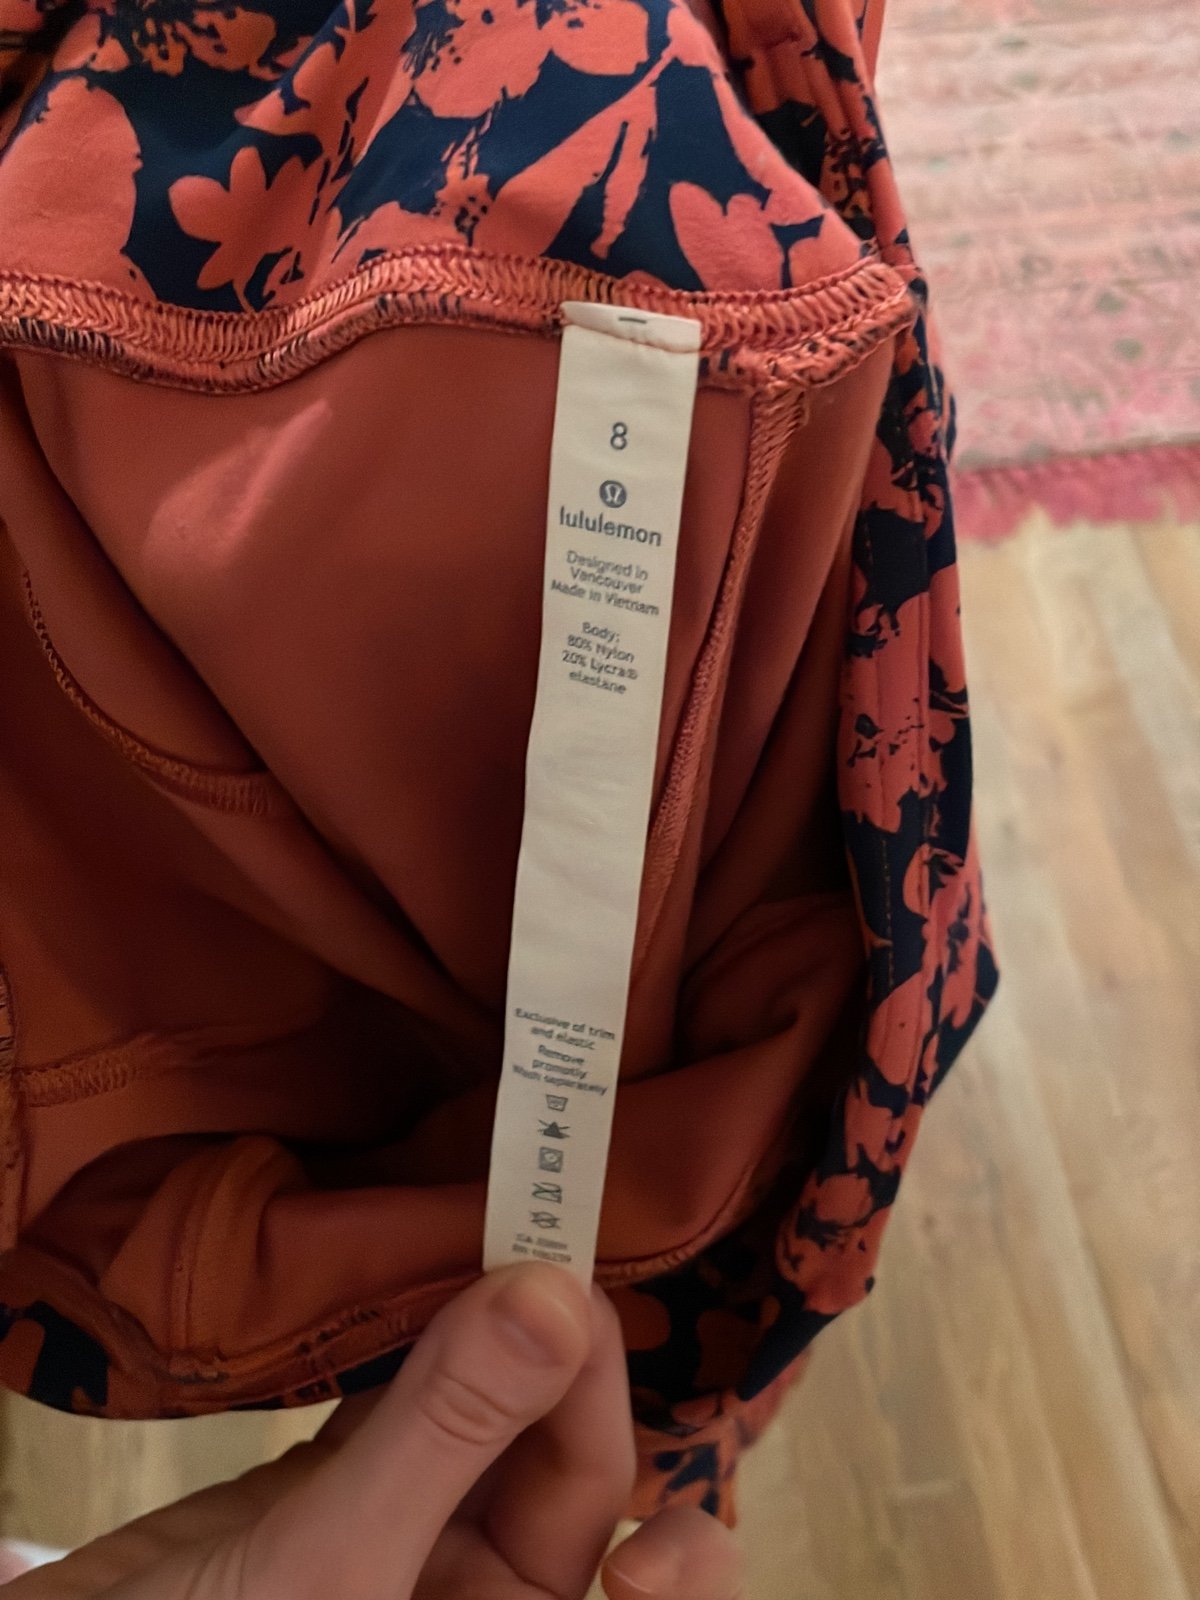 8
lululemon
Designed in
Vancouver
Made in Vietnam
Body:
80% Nylon
20% Lycra®
elastane
Exclusive of trim
and elastic
Remove
promptly
Wash separately